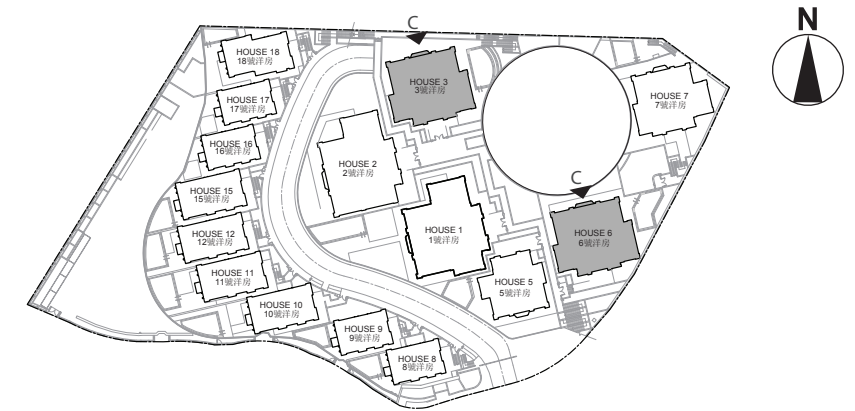 N
C
HOUSE 18
18號洋房
HOUSE 3
3號洋房
HOUSE 7
7號洋房
HOUSE 17
17號洋房
HOUSE 16
16號洋房
HOUSE 2
2號洋房
HOUSE 15
15號洋房
C
HOUSE 12
12號洋房
HOUSE 1
1號洋房
HOUSE 6
6號洋房
HOUSE 11
11號洋房
HOUSE 5
5號洋房
HOUSE 10
10號洋房
HOUSE 9
9號洋房
HOUSE 8
8號洋房